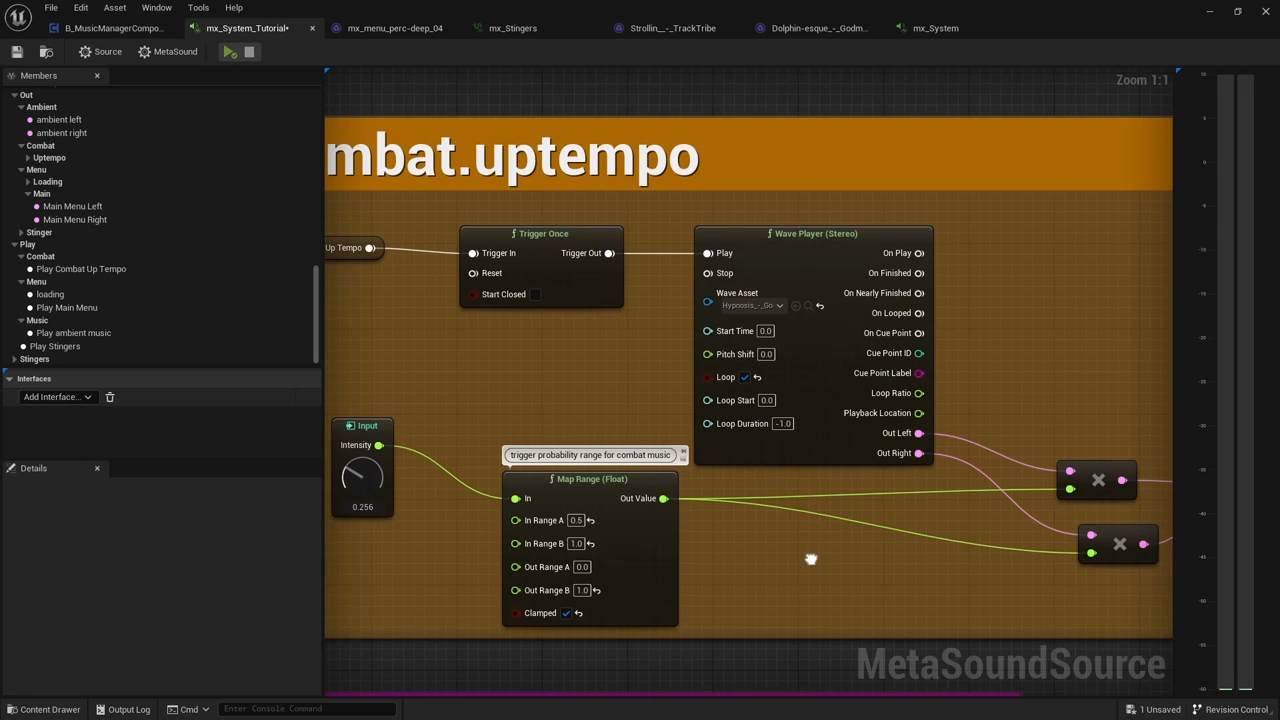 File Edit Asset Window Tools Help
B_MusicManagerCompo...
mx_System_Tutorial•
mx_menu_perc-deep_04
mx_Stingers
Strollin__-_TrackTribe
Dolphin-esque_-_Godm...
mx_System
Source
MetaSound
Members
Out
Ambient
ambient left
ambient right
Combat
Uptempo
Menu
Loading
Main
Main Menu Left
Main Menu Right
Stinger
Play
Combat
Play Combat Up Tempo
Menu
loading
Play Main Menu
Music
Play ambient music
Play Stingers
Stingers
Interfaces
Add Interface...
Details
Zoom 1:1
mbat.uptempo
Up Tempo
Trigger Once
Trigger In
Trigger Out
Reset
Start Closed
Wave Player (Stereo)
Play
On Play
Stop
On Finished
Wave Asset
On Nearly Finished
Hypnosis_-_Go
On Looped
Start Time 0.0
On Cue Point
Pitch Shift 0.0
Cue Point ID
Loop
Cue Point Label
Loop Start 0.0
Loop Ratio
Loop Duration -1.0
Playback Location
Out Left
Out Right
Input
Intensity
0.256
trigger probability range for combat music
Map Range (Float)
In
Out Value
In Range A 0.5
In Range B 1.0
Out Range A 0.0
Out Range B 1.0
Clamped
MetaSoundSource
Content Drawer
Output Log
Cmd
Enter Console Command
1 Unsaved
Revision Control